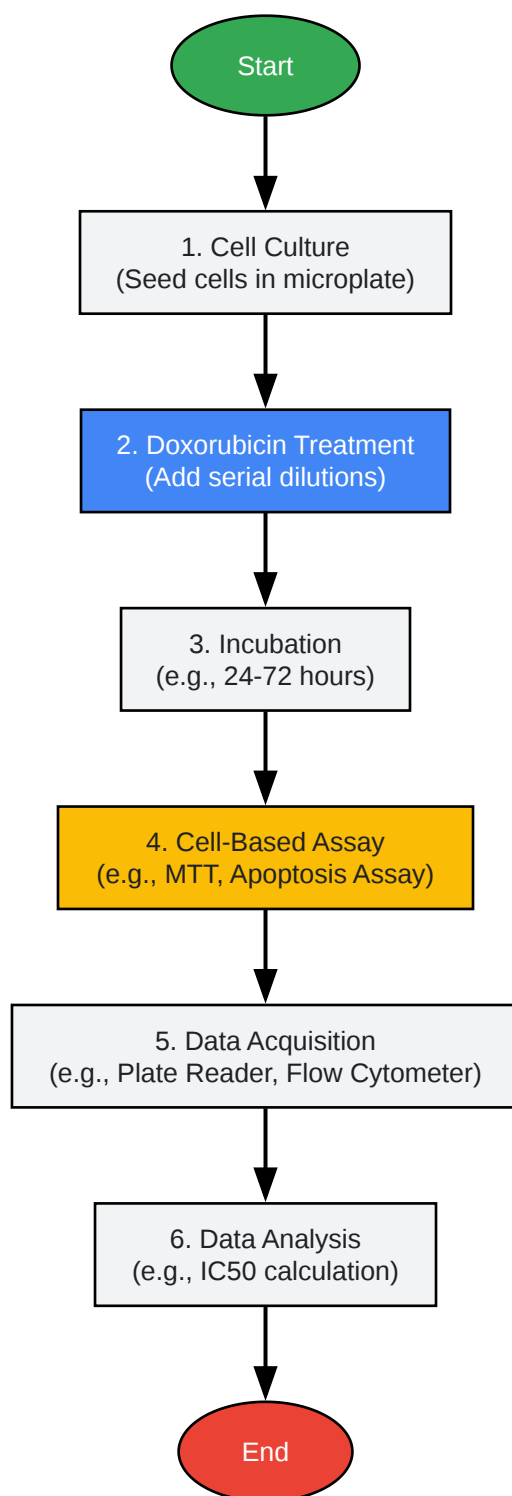 Start
1. Cell Culture
(Seed cells in microplate)
2. Doxorubicin Treatment
(Add serial dilutions)
3. Incubation
(e.g., 24-72 hours)
4. Cell-Based Assay
(e.g., MTT, Apoptosis Assay)
5. Data Acquisition
(e.g., Plate Reader, Flow Cytometer)
6. Data Analysis
(e.g., IC50 calculation)
End